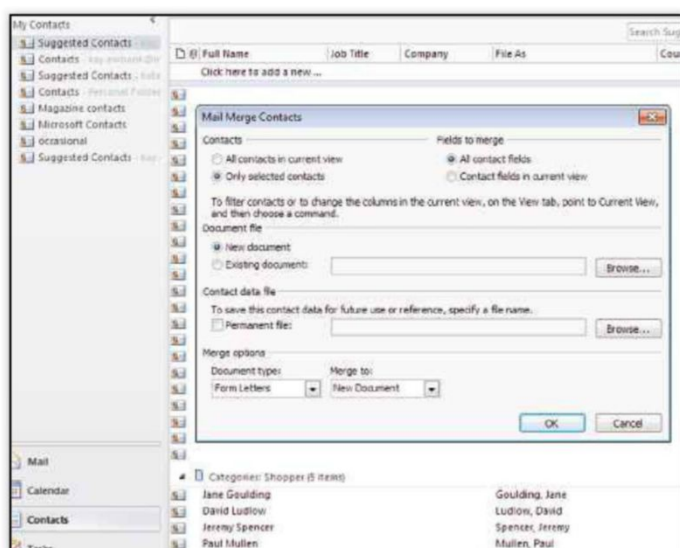 My Contacts
Suggested Contacts
Contacts
Suggested Contacts
Contacts
Magazine contacts
Microsoft Contacts
occasional
Suggested Contacts
Mail
Calendar
Contacts
Tasks
Search Sug
Full Name Job Title Company File As Cou
Click here to add a new ...
Mail Merge Contacts
Contacts Fields to merge
All contacts in current view All contact fields
Only selected contacts Contact fields in current view
To filter contacts or to change the columns in the current view, on the View tab, point to Current View,
and then choose a command.
Document file
New document
Existing document: Browse...
Contact data file
To save this contact data for future use or reference, specify a file name.
Permanent file: Browse...
Merge options
Document type: Merge to:
Form Letters New Document
OK Cancel
Categories: Shopper (5 items)
Jane Goulding Goulding, Jane
David Ludlow Ludlow, David
Jeremy Spencer Spencer, Jeremy
Paul Mullen Mullen, Paul